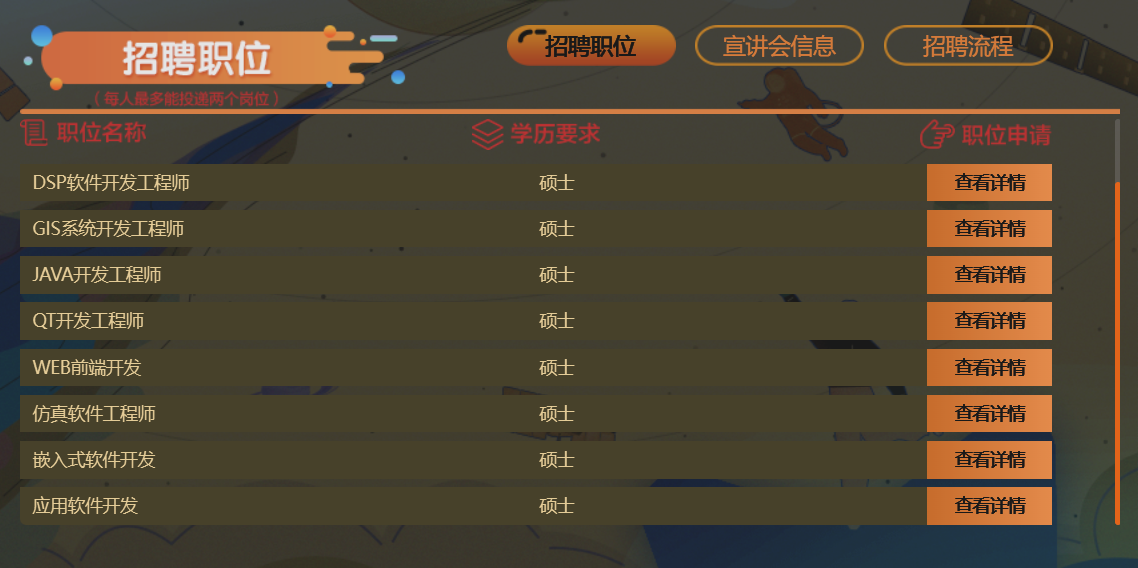 招聘职位
（每人最多能投递两个岗位）
招聘职位 宣讲会信息 招聘流程
职位名称 学历要求 职位申请
DSP软件开发工程师 硕士 查看详情
GIS系统开发工程师 硕士 查看详情
JAVA开发工程师 硕士 查看详情
QT开发工程师 硕士 查看详情
WEB前端开发 硕士 查看详情
仿真软件工程师 硕士 查看详情
嵌入式软件开发 硕士 查看详情
应用软件开发 硕士 查看详情